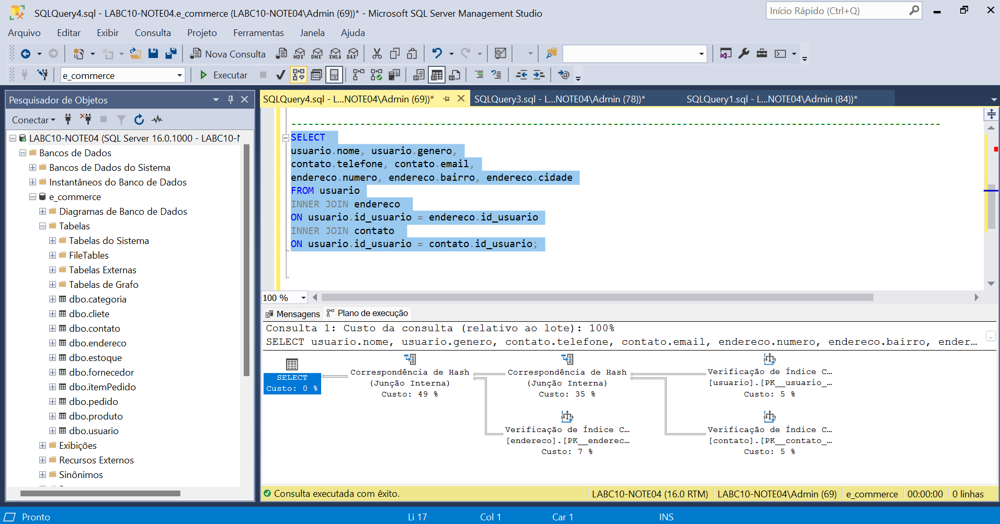 SQLQuery4.sql - LABC10-NOTE04.e_commerce (LABC10-NOTE04\Admin (69))* - Microsoft SQL Server Management Studio
Início Rápido (Ctrl+Q)
Arquivo Editar Exibir Consulta Projeto Ferramentas Janela Ajuda
Nova Consulta MDX DMX XMLA DAX
e_commerce Executar
Pesquisador de Objetos
Conectar
LABC10-NOTE04 (SQL Server 16.0.1000 - LABC10-N
Bancos de Dados
Bancos de Dados do Sistema
Instantâneos do Banco de Dados
e_commerce
Diagramas de Banco de Dados
Tabelas
Tabelas do Sistema
FileTables
Tabelas Externas
Tabelas de Grafo
dbo.categoria
dbo.cliete
dbo.contato
dbo.endereco
dbo.estoque
dbo.fornecedor
dbo.itemPedido
dbo.pedido
dbo.produto
dbo.usuario
Exibições
Recursos Externos
Sinônimos
SQLQuery4.sql - L...NOTE04\Admin (69))* SQLQuery3.sql - L...NOTE04\Admin (78))* SQLQuery1.sql - L...NOTE04\Admin (84))*
SELECT
usuario.nome, usuario.genero,
contato.telefone, contato.email,
endereco.numero, endereco.bairro, endereco.cidade
FROM usuario
INNER JOIN endereco
ON usuario.id_usuario = endereco.id_usuario
INNER JOIN contato
ON usuario.id_usuario = contato.id_usuario;
100 %
Mensagens Plano de execução
Consulta 1: Custo da consulta (relativo ao lote): 100%
SELECT usuario.nome, usuario.genero, contato.telefone, contato.email, endereco.numero, endereco.bairro, ender...
SELECT
Custo: 0 %
Correspondência de Hash
(Junção Interna)
Custo: 49 %
Correspondência de Hash
(Junção Interna)
Custo: 35 %
Verificação de Índice C...
[usuario].[PK__usuario_...
Custo: 5 %
Verificação de Índice C...
[endereco].[PK__enderec...
Custo: 7 %
Verificação de Índice C...
[contato].[PK__contato_...
Custo: 5 %
Consulta executada com êxito. LABC10-NOTE04 (16.0 RTM) LABC10-NOTE04\Admin (69) e_commerce 00:00:00 0 linhas
Pronto Li 17 Col 1 Car 1 INS